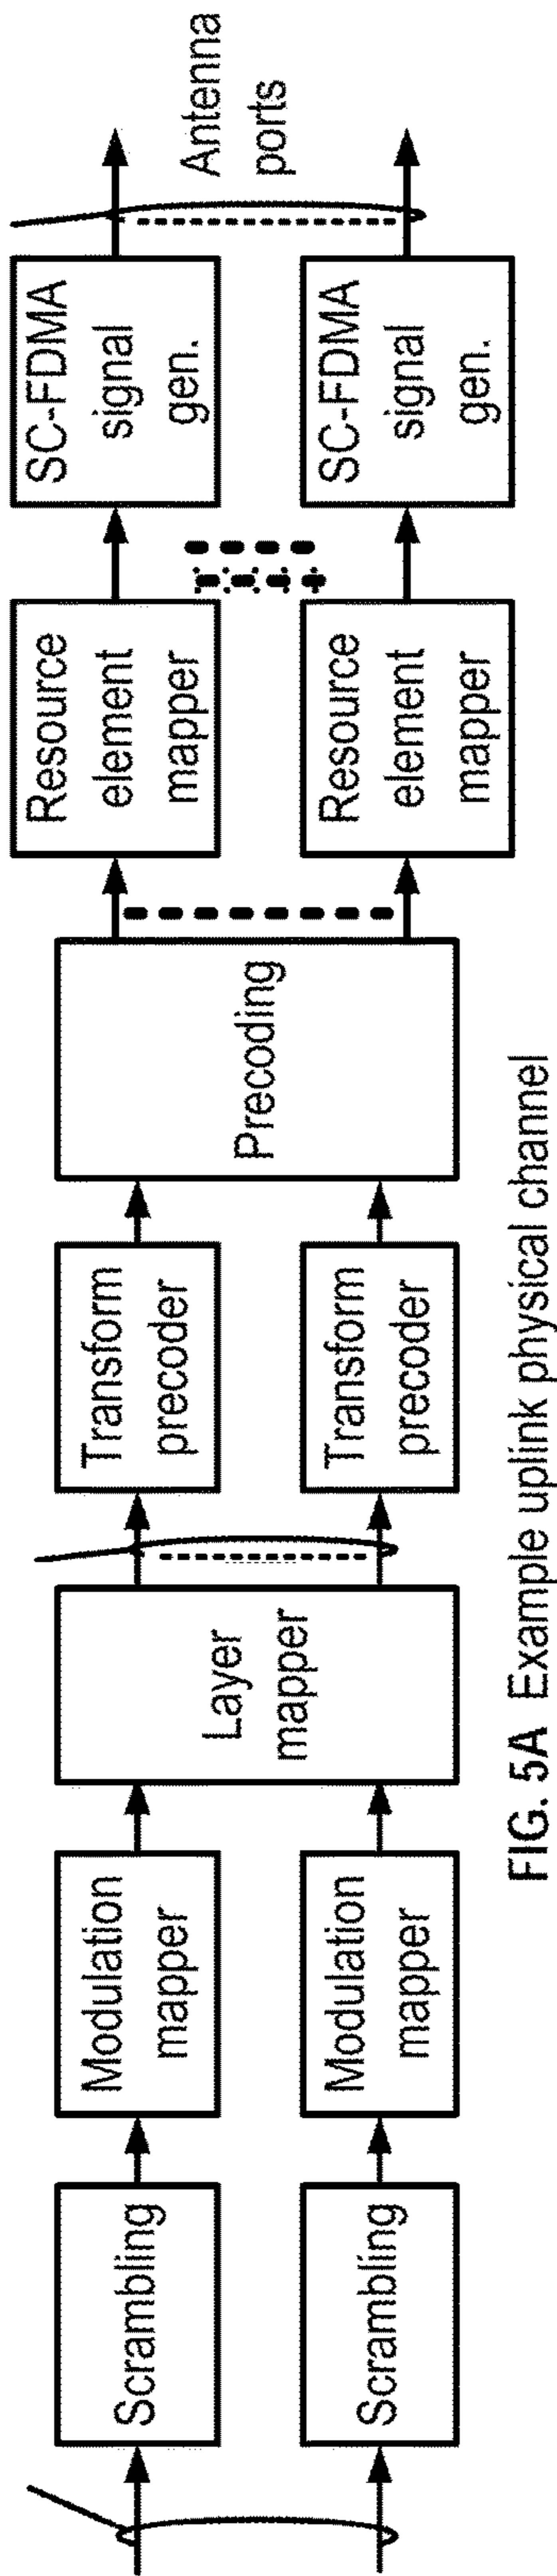 Scrambling
Modulation
mapper
Layer
mapper
Transform
precoder
Precoding
Resource
element
mapper
SC-FDMA
signal
gen.
Antenna
ports
Scrambling
Modulation
mapper
Transform
precoder
Resource
element
mapper
SC-FDMA
signal
gen.
FIG. 5A Example uplink physical channel